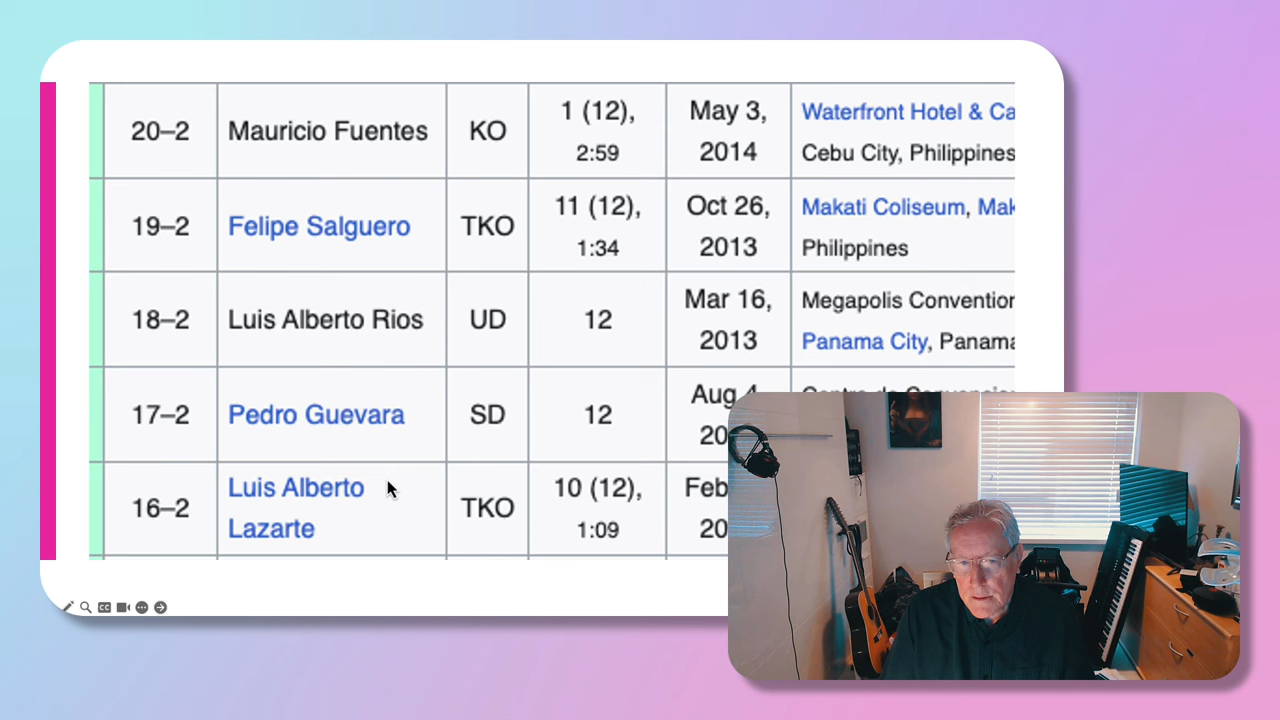 20–2 Mauricio Fuentes KO 1 (12), 2:59 May 3, 2014 Waterfront Hotel & Ca
Cebu City, Philippines
19–2 Felipe Salguero TKO 11 (12), 1:34 Oct 26, 2013 Makati Coliseum, Mak
Philippines
18–2 Luis Alberto Rios UD 12 Mar 16, 2013 Megapolis Convention
Panama City, Panama
17–2 Pedro Guevara SD 12 Aug 4,
20
16–2 Luis Alberto Lazarte TKO 10 (12), 1:09 Feb
20
CC